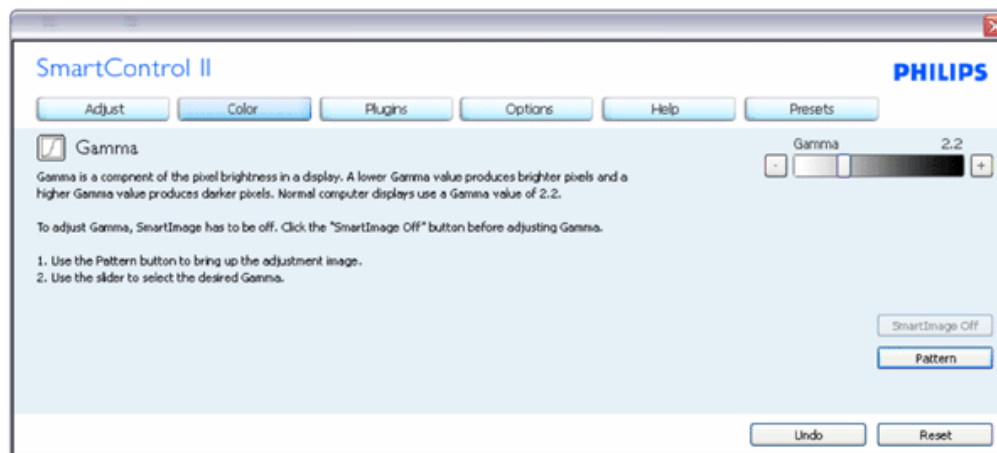 SmartControl II
PHILIPS
Adjust Color Plugins Options Help Presets
Gamma
Gamma 2.2
- +
Gamma is a compnent of the pixel brightness in a display. A lower Gamma value produces brighter pixels and a
higher Gamma value produces darker pixels. Normal computer displays use a Gamma value of 2.2.
To adjust Gamma, SmartImage has to be off. Click the "SmartImage Off" button before adjusting Gamma.
1. Use the Pattern button to bring up the adjustment image.
2. Use the slider to select the desired Gamma.
SmartImage Off
Pattern
Undo Reset